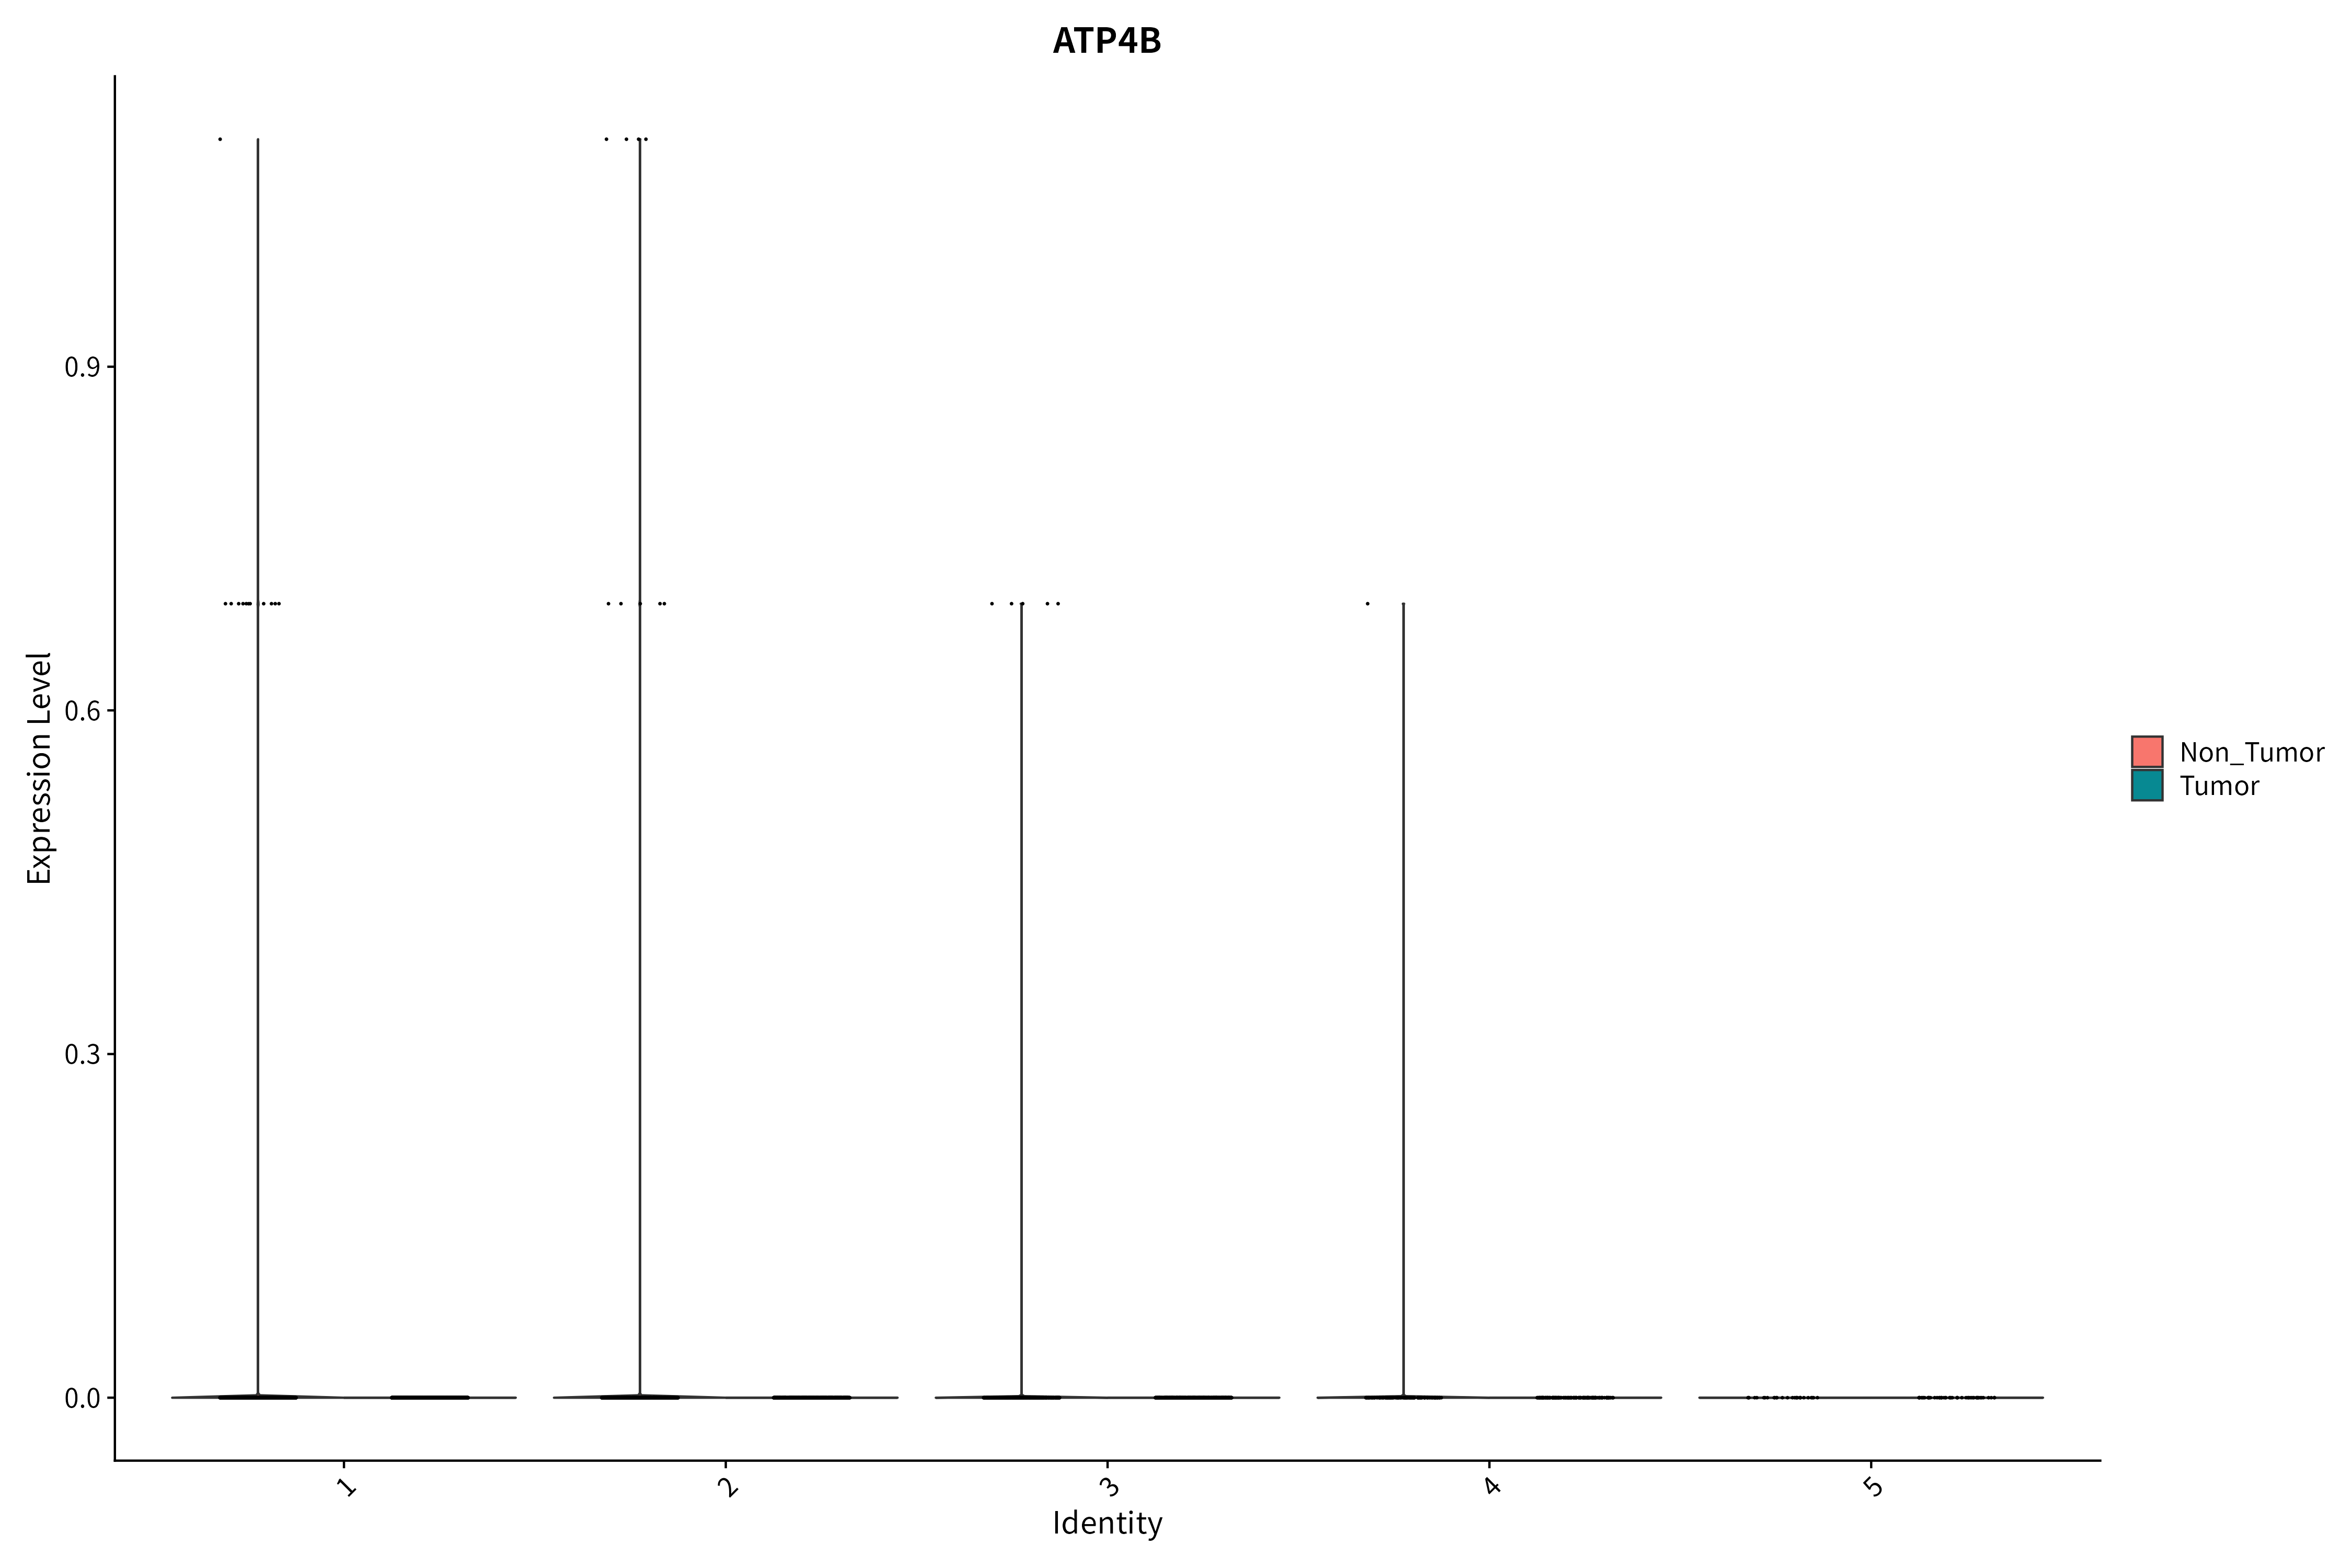 ATP4B
Expression Level
0.9
0.6
0.3
0.0
1
2
3
4
5
Identity
Non_Tumor
Tumor